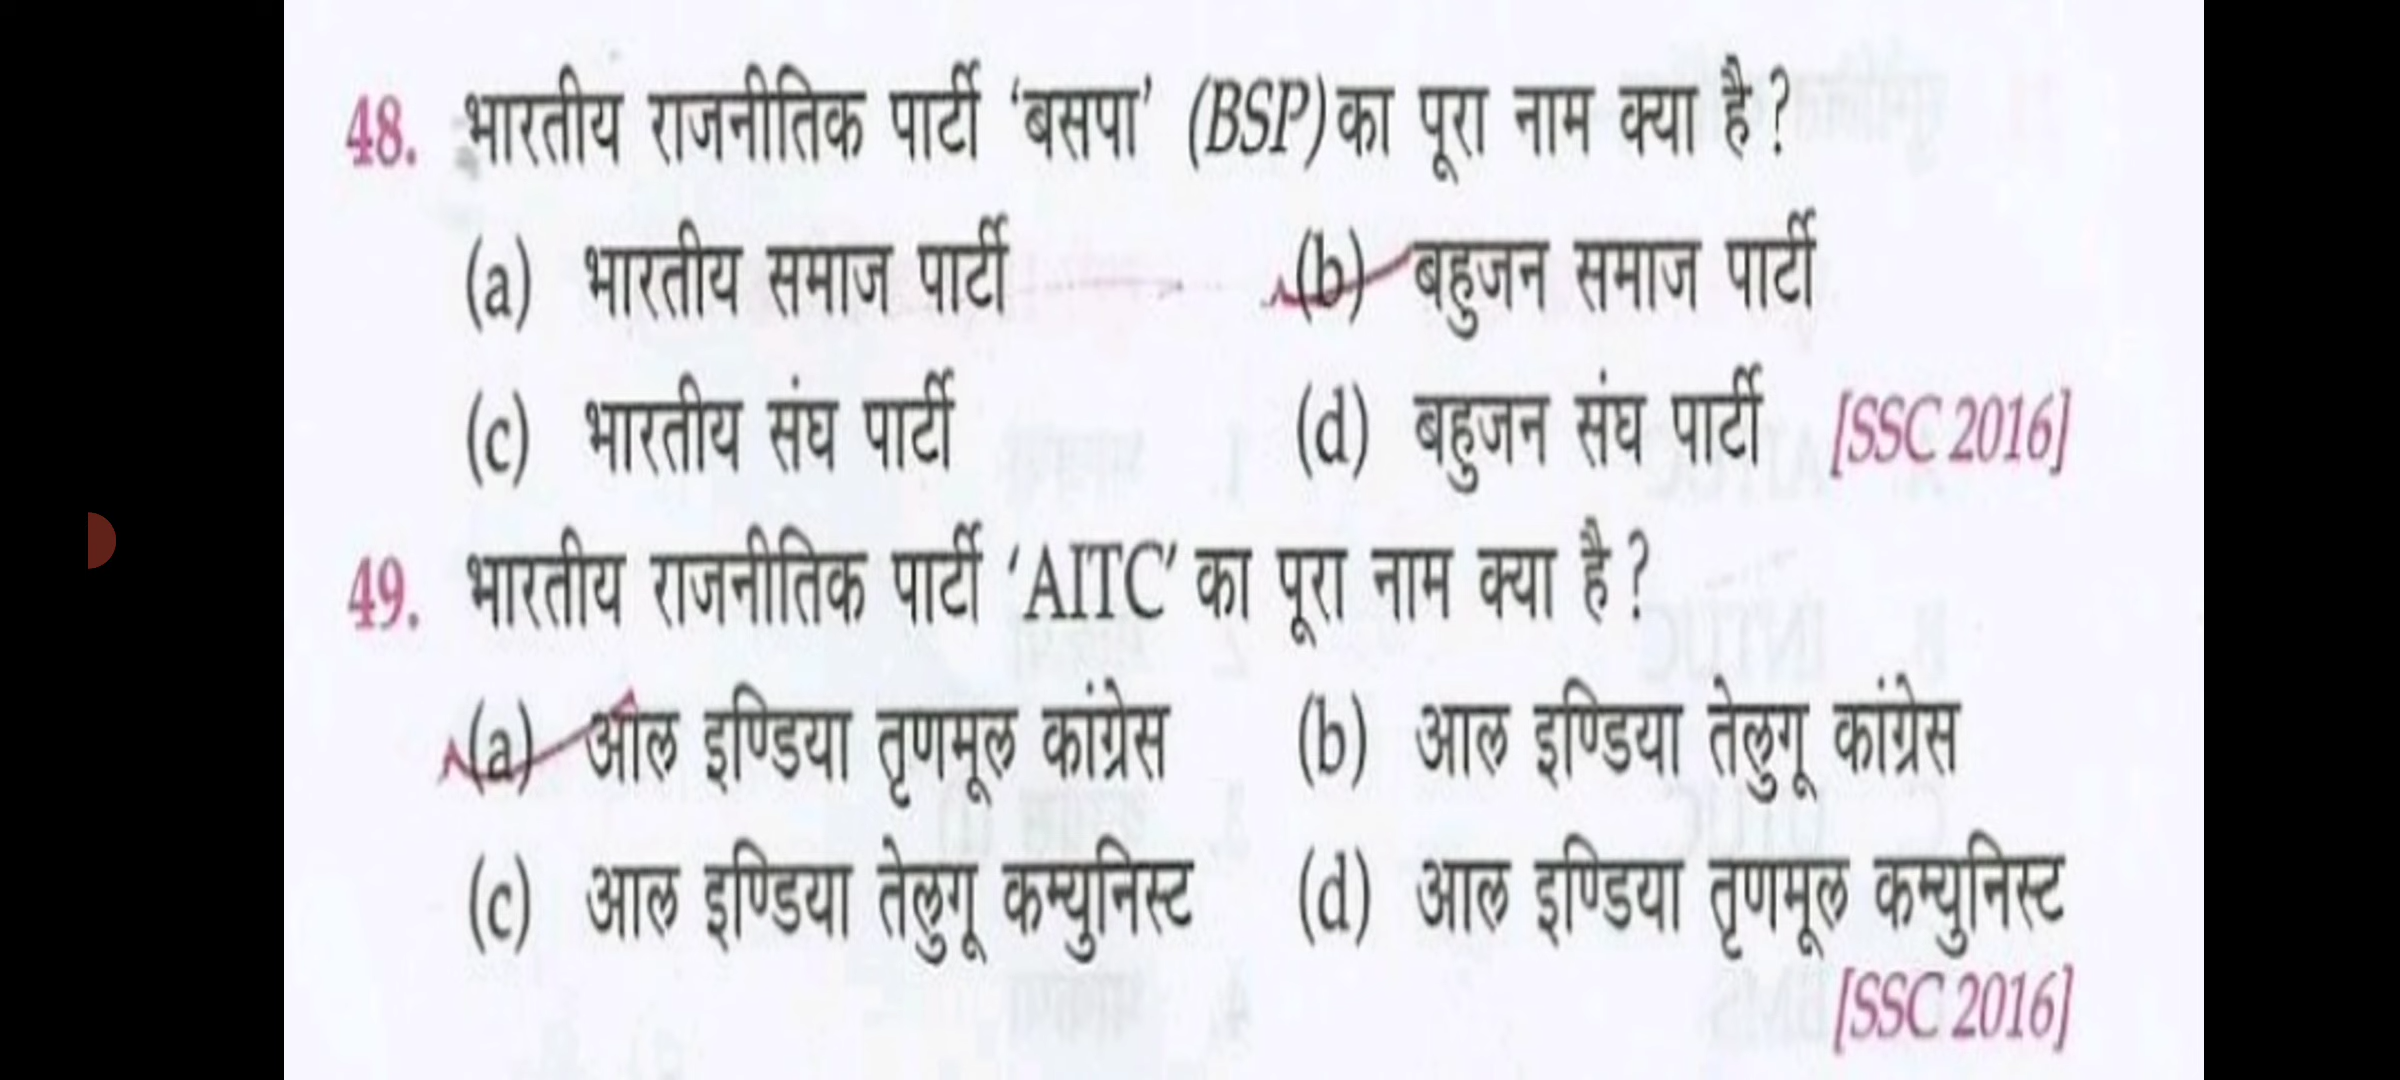 48. भारतीय राजनीतिक पार्टी ‘बसपा’ (BSP) का पूरा नाम क्या है ?
(a) भारतीय समाज पार्टी (b) बहुजन समाज पार्टी
(c) भारतीय संघ पार्टी (d) बहुजन संघ पार्टी [SSC 2016]
49. भारतीय राजनीतिक पार्टी ‘AITC’ का पूरा नाम क्या है ?
(a) आल इण्डिया तृणमूल कांग्रेस (b) आल इण्डिया तेलुगू कांग्रेस
(c) आल इण्डिया तेलुगू कम्युनिस्ट (d) आल इण्डिया तृणमूल कम्युनिस्ट
[SSC 2016]